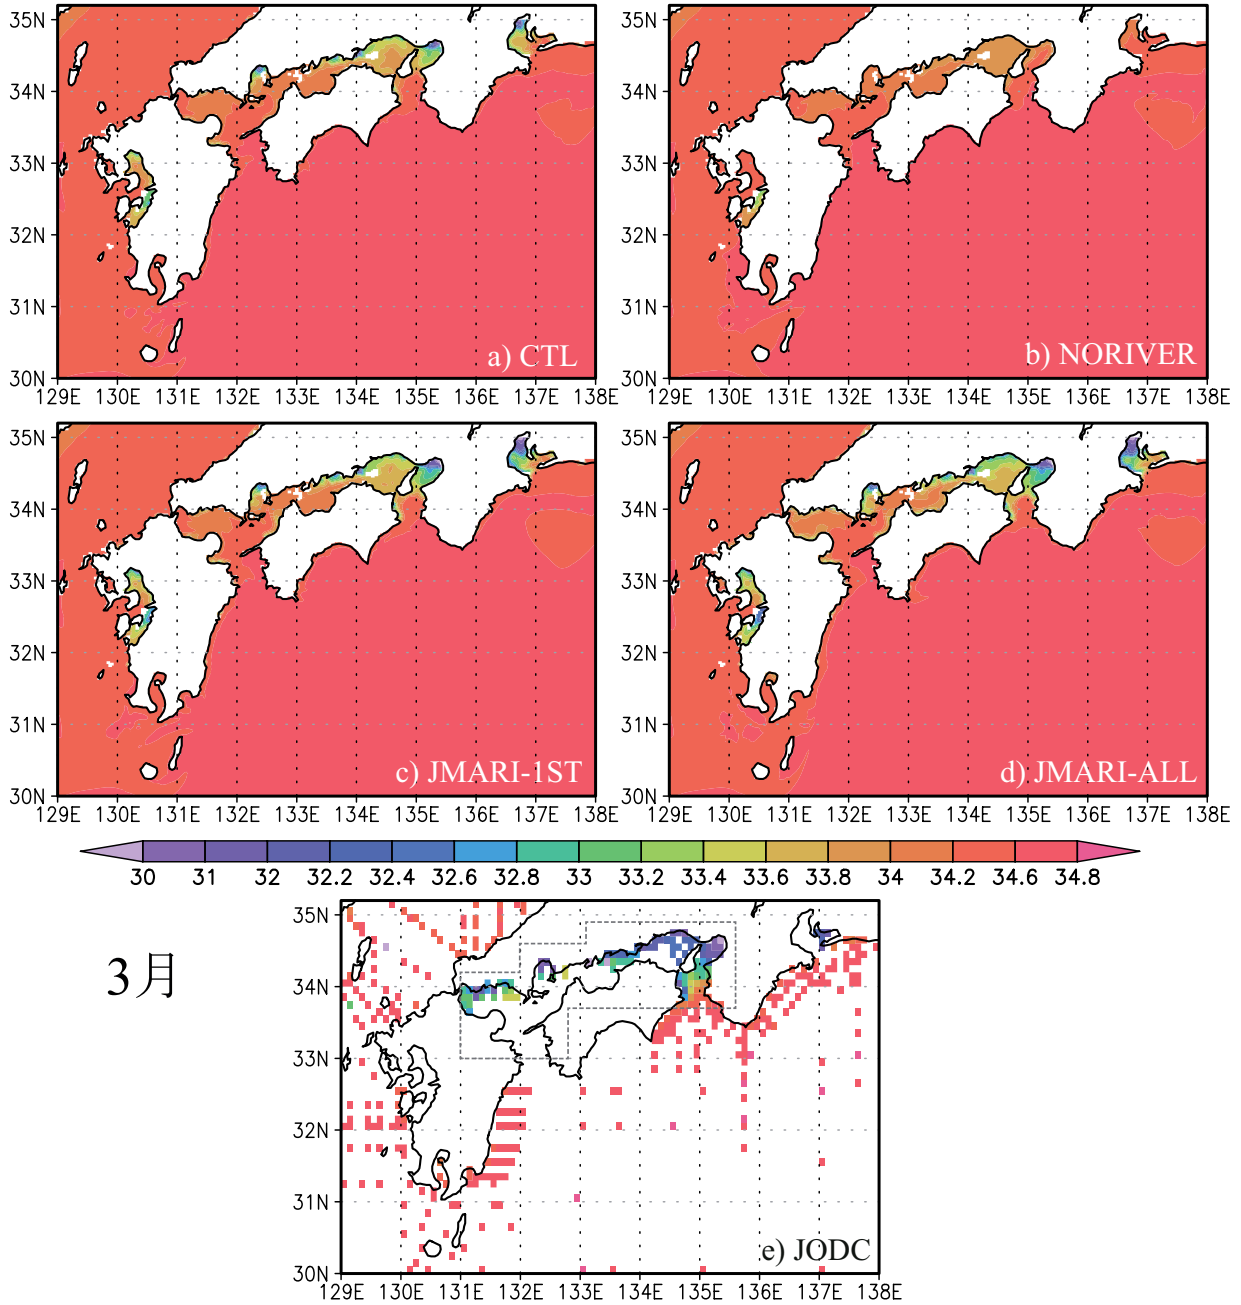 35N
34N
33N
32N
31N
30N
129E 130E 131E 132E 133E 134E 135E 136E 137E 138E
a) CTL
35N
34N
33N
32N
31N
30N
129E 130E 131E 132E 133E 134E 135E 136E 137E 138E
b) NORIVER
35N
34N
33N
32N
31N
30N
129E 130E 131E 132E 133E 134E 135E 136E 137E 138E
c) JMARI-1ST
35N
34N
33N
32N
31N
30N
129E 130E 131E 132E 133E 134E 135E 136E 137E 138E
d) JMARI-ALL
30 31 32 32.2 32.4 32.6 32.8 33 33.2 33.4 33.6 33.8 34 34.2 34.6 34.8
3月
35N
34N
33N
32N
31N
30N
129E 130E 131E 132E 133E 134E 135E 136E 137E 138E
e) JODC